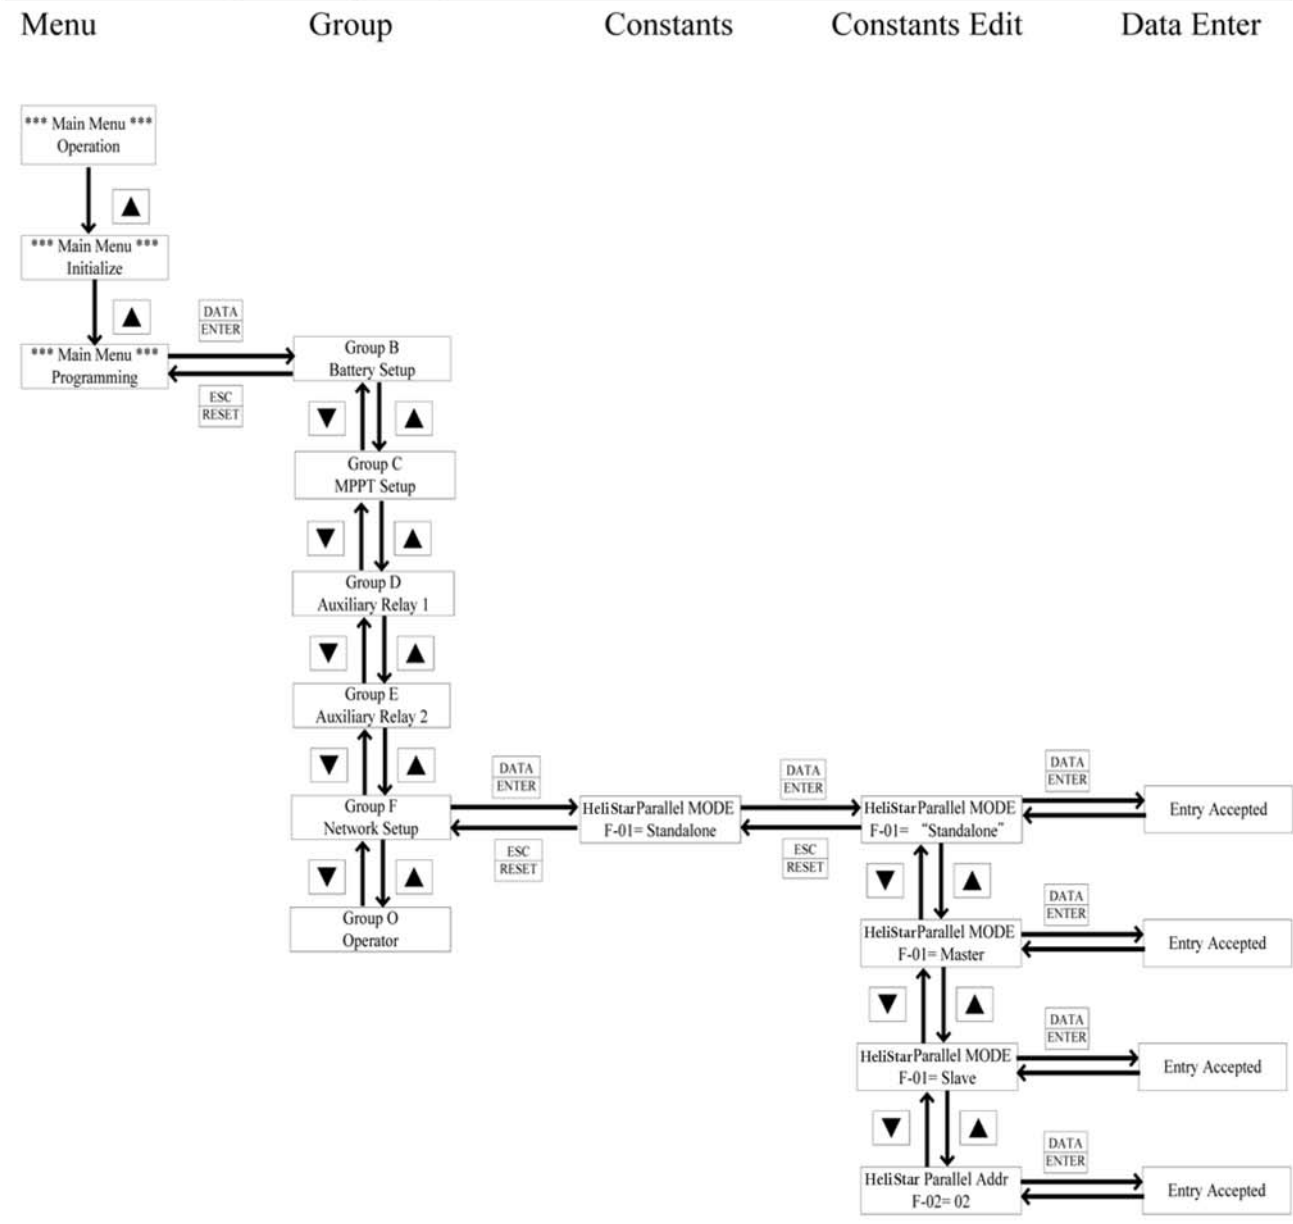 Menu
Group
Constants
Constants Edit
Data Enter
*** Main Menu ***
Operation
*** Main Menu ***
Initialize
*** Main Menu ***
Programming
DATA
ENTER
ESC
RESET
Group B
Battery Setup
Group C
MPPT Setup
Group D
Auxiliary Relay 1
Group E
Auxiliary Relay 2
Group F
Network Setup
Group O
Operator
DATA
ENTER
ESC
RESET
HeliStarParallel MODE
F-01= Standalone
DATA
ENTER
ESC
RESET
HeliStarParallel MODE
F-01= “Standalone”
DATA
ENTER
Entry Accepted
HeliStarParallel MODE
F-01= Master
DATA
ENTER
Entry Accepted
HeliStarParallel MODE
F-01= Slave
DATA
ENTER
Entry Accepted
HeliStar Parallel Addr
F-02= 02
DATA
ENTER
Entry Accepted